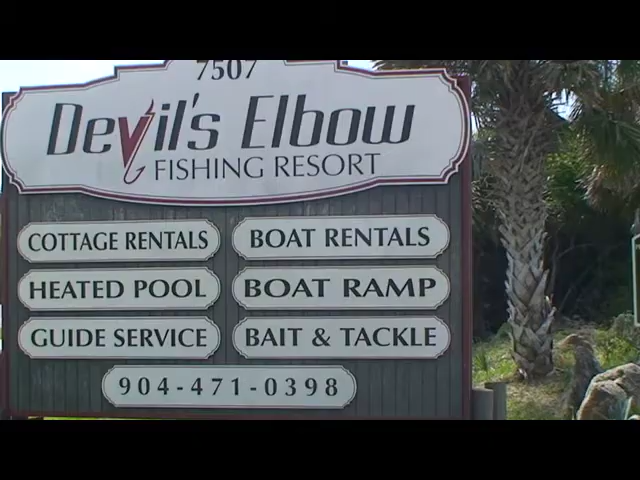 7507
Devil's Elbow
FISHING RESORT
COTTAGE RENTALS
BOAT RENTALS
HEATED POOL
BOAT RAMP
GUIDE SERVICE
BAIT & TACKLE
904-471-0398